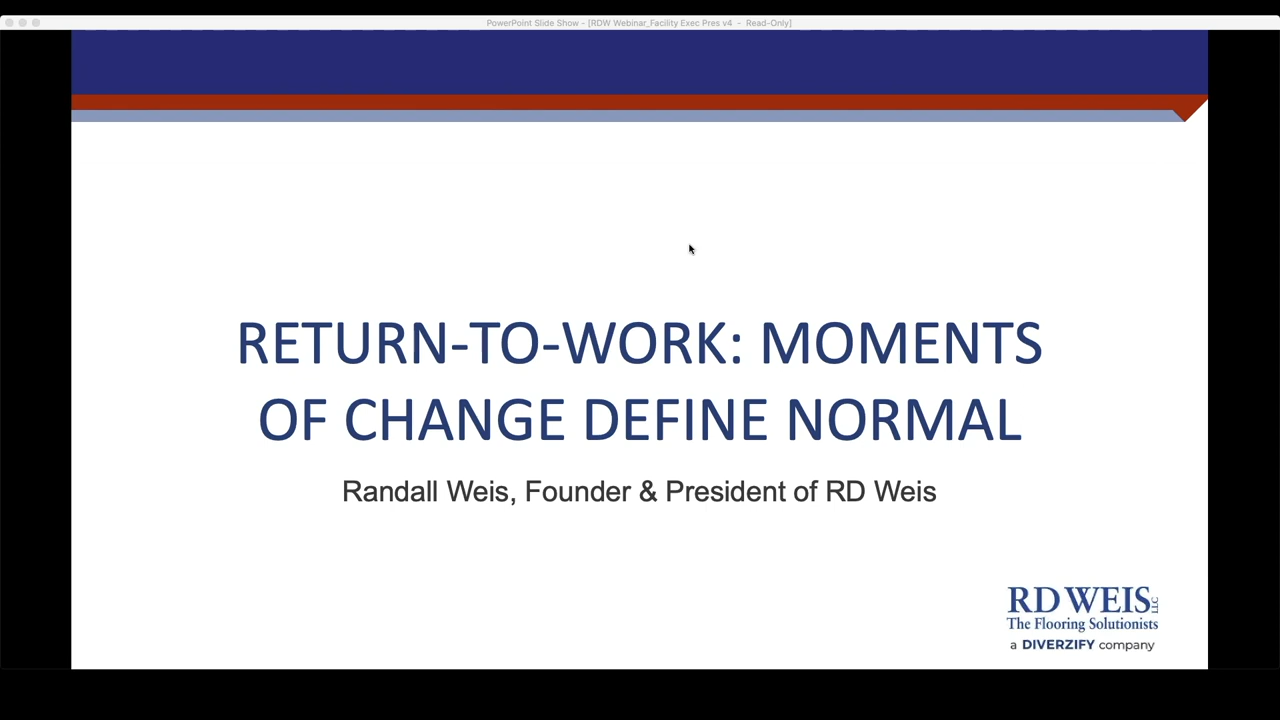 PowerPoint Slide Show - [RDW Webinar_Facility Exec Pres v4 - Read-Only]
RETURN-TO-WORK: MOMENTS
OF CHANGE DEFINE NORMAL
Randall Weis, Founder & President of RD Weis
RD WEIS LLC
The Flooring Solutionists
a DIVERZIFY company